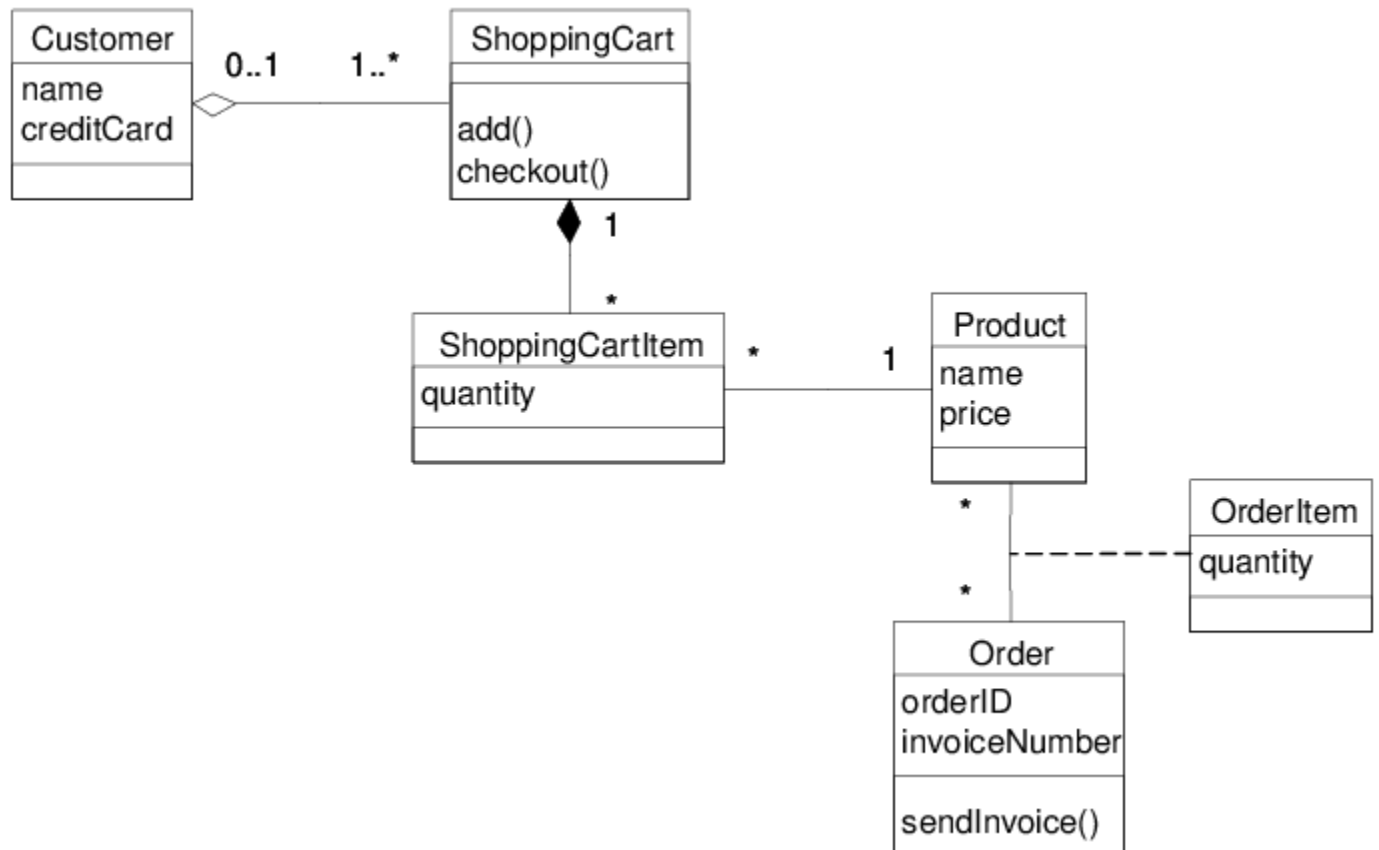 Customer
name
creditCard
0..1
1..*
ShoppingCart
add()
checkout()
1
*
ShoppingCartItem
quantity
*
1
Product
name
price
*
*
OrderItem
quantity
Order
orderID
invoiceNumber
sendInvoice()